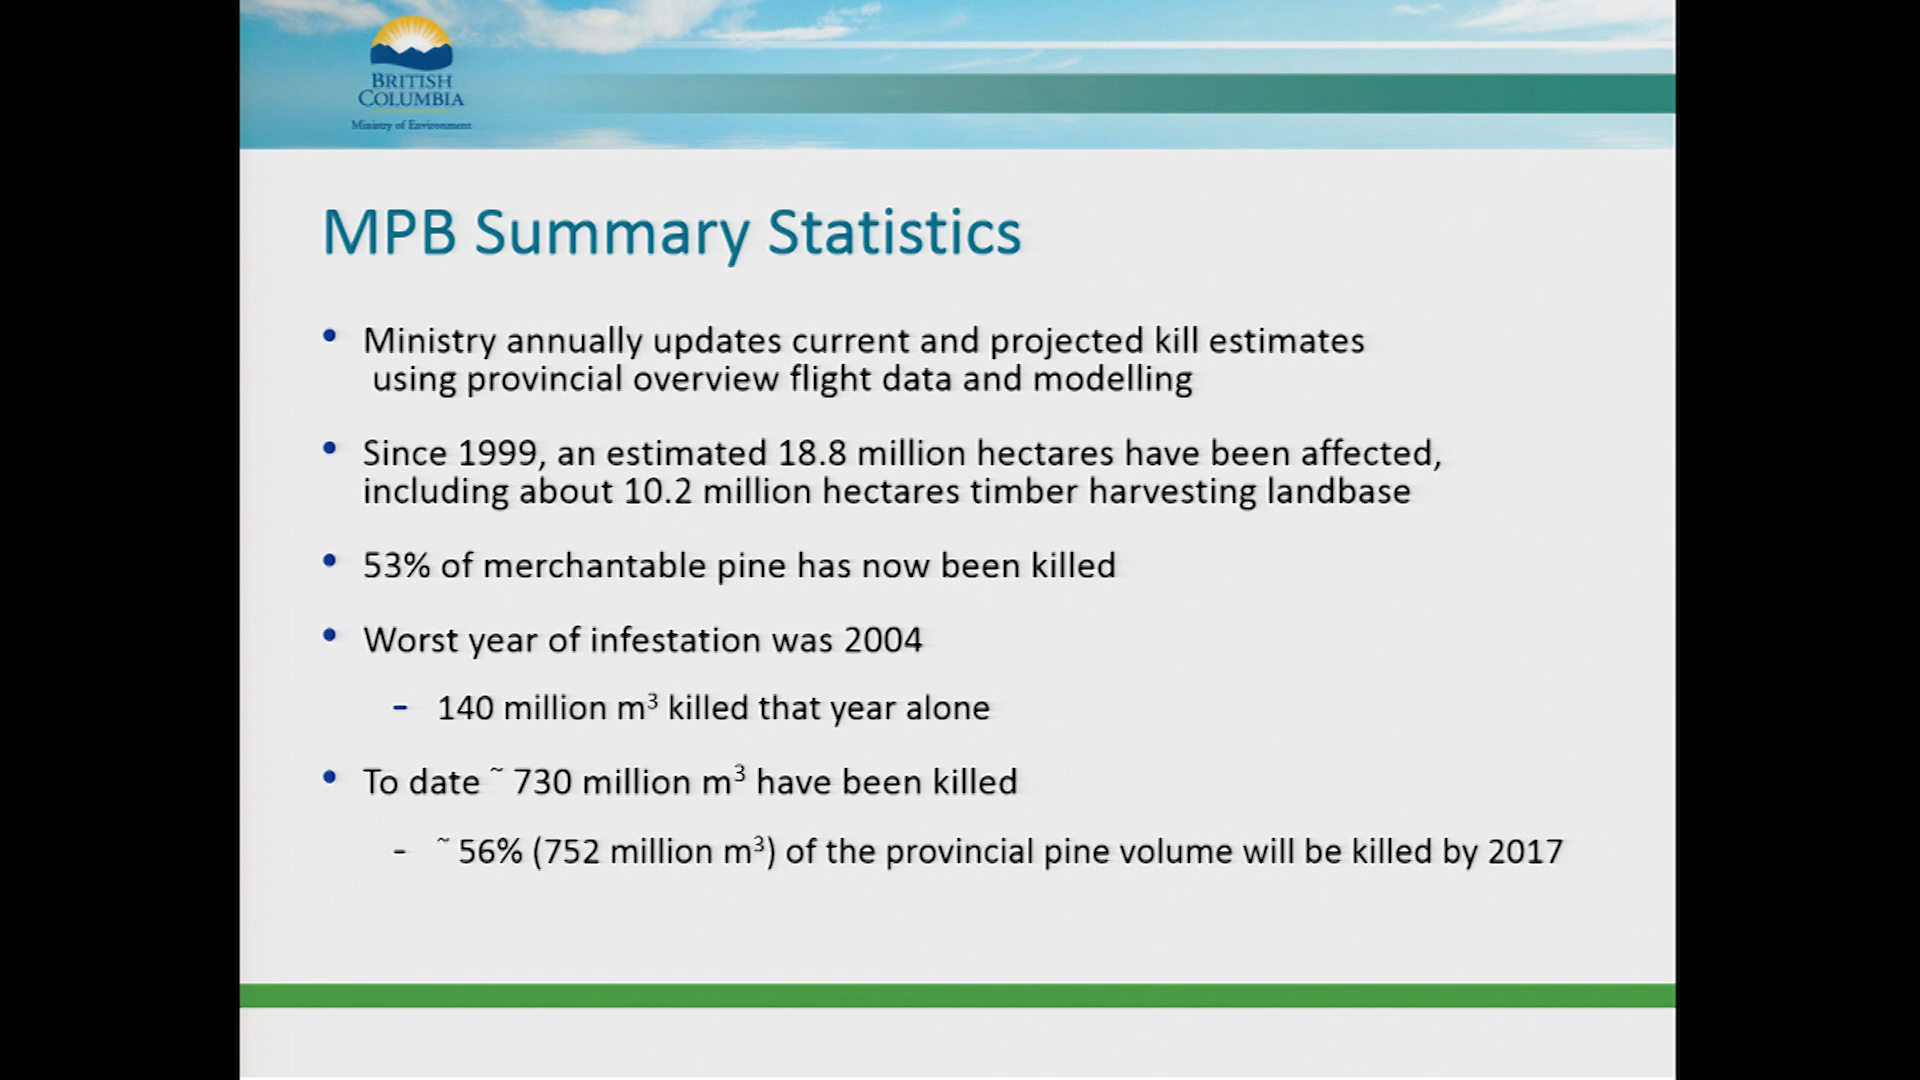 BRITISH
COLUMBIA
Ministry of Environment
MPB Summary Statistics
• Ministry annually updates current and projected kill estimates
using provincial overview flight data and modelling
• Since 1999, an estimated 18.8 million hectares have been affected,
including about 10.2 million hectares timber harvesting landbase
• 53% of merchantable pine has now been killed
• Worst year of infestation was 2004
- 140 million m³ killed that year alone
• To date ~ 730 million m³ have been killed
- ~ 56% (752 million m³) of the provincial pine volume will be killed by 2017